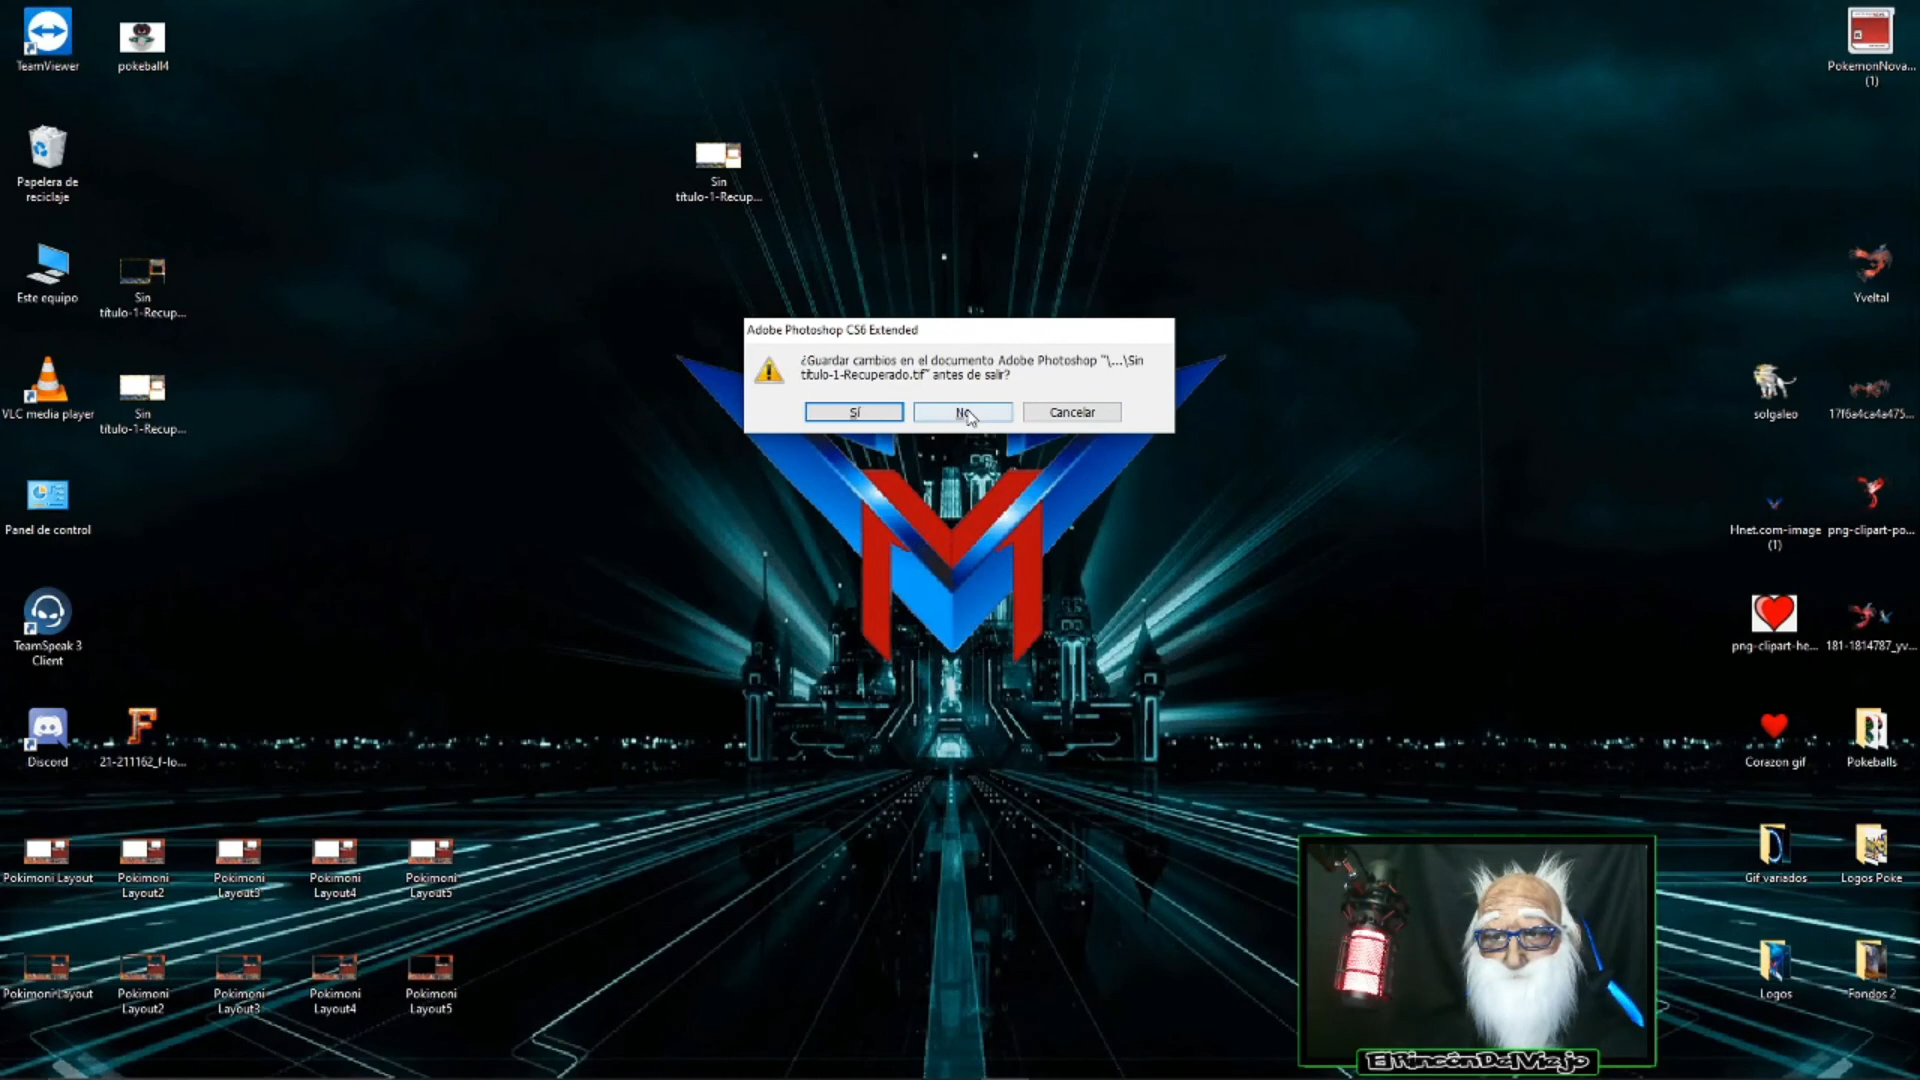 TeamViewer
pokeball4
PokemonNova...
(1)
Sin
título-1-Recup...
Papelera de
reciclaje
Este equipo
Sin
título-1-Recup...
Yveltal
Adobe Photoshop CS6 Extended
¿Guardar cambios en el documento Adobe Photoshop "\...\Sin
título-1-Recuperado.tif" antes de salir?
Sí
No
Cancelar
VLC media player
Sin
título-1-Recup...
solgaleo
17f6a4ca4a475...
Panel de control
Hnet.com-image
(1)
png-clipart-po...
TeamSpeak 3
Client
png-clipart-he...
181-1814787_yv...
Discord
21-211162_f-lo...
Corazon gif
Pokeballs
Pokimoni Layout
Pokimoni
Layout2
Pokimoni
Layout3
Pokimoni
Layout4
Pokimoni
Layout5
Gif variados
Logos Poke
Pokimoni Layout
Pokimoni
Layout2
Pokimoni
Layout3
Pokimoni
Layout4
Pokimoni
Layout5
Logos
Fondos 2
ElRincónDelViejo